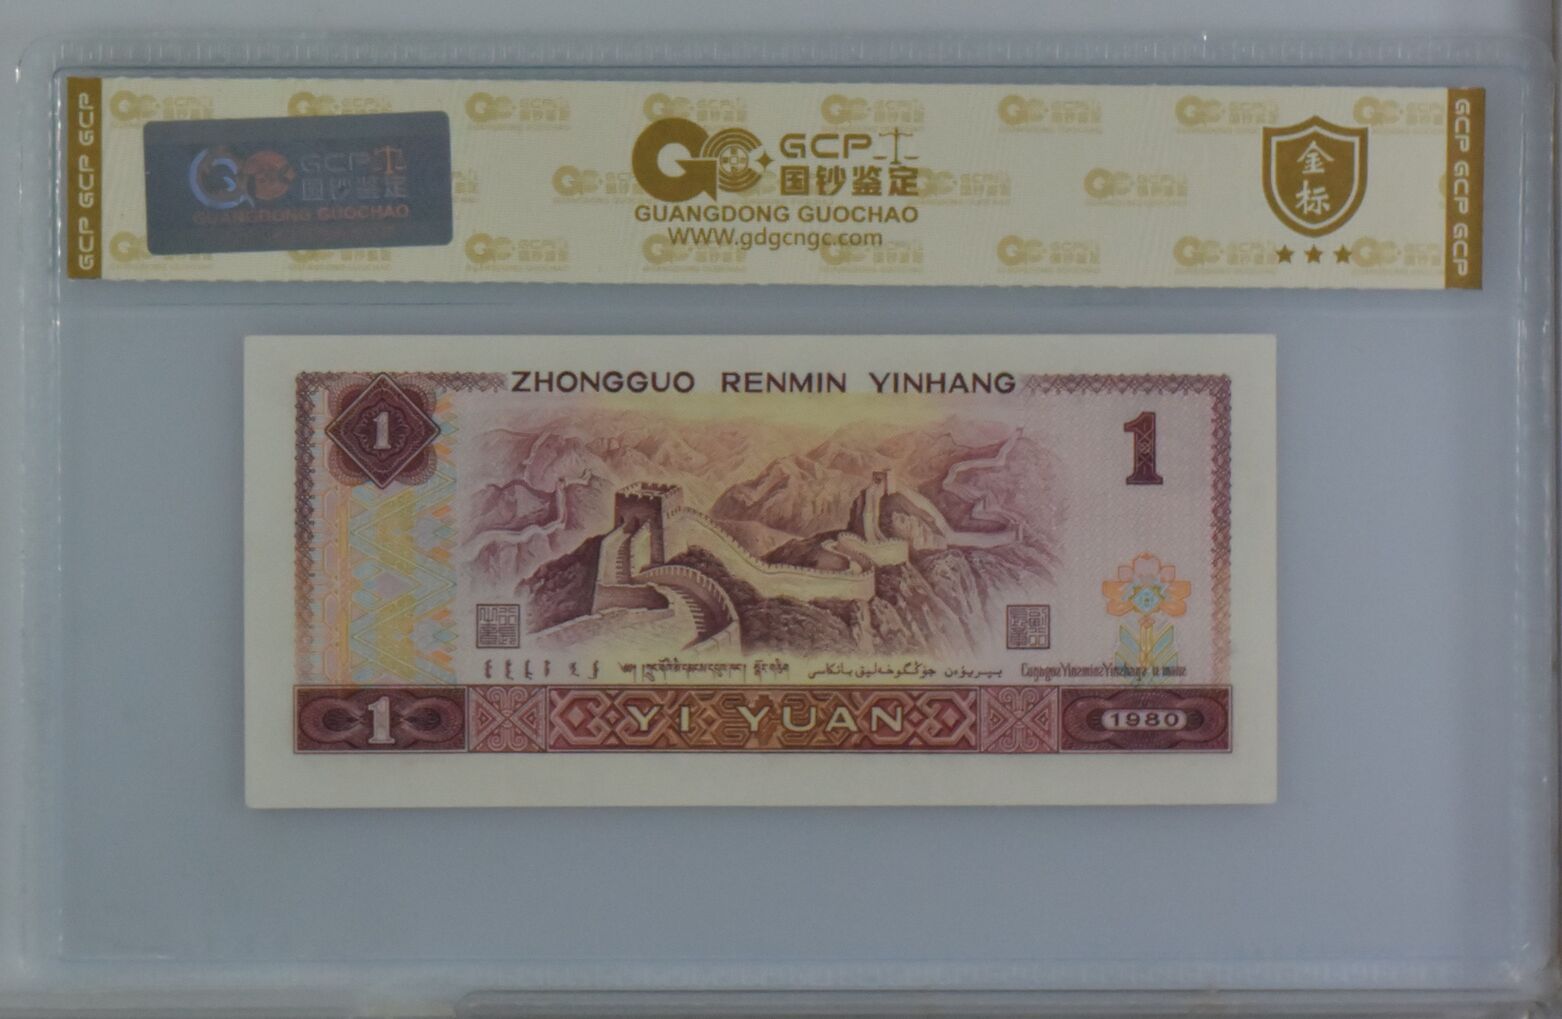 GCP GCP GCP
GCP
国钞鉴定
GUANGDONG GUOCHAO
GCP
国钞鉴定
GUANGDONG GUOCHAO
www.gdgcngc.com
金标
GCP GCP GCP
ZHONGGUO RENMIN YINHANG
1
1
1
YI YUAN
1980